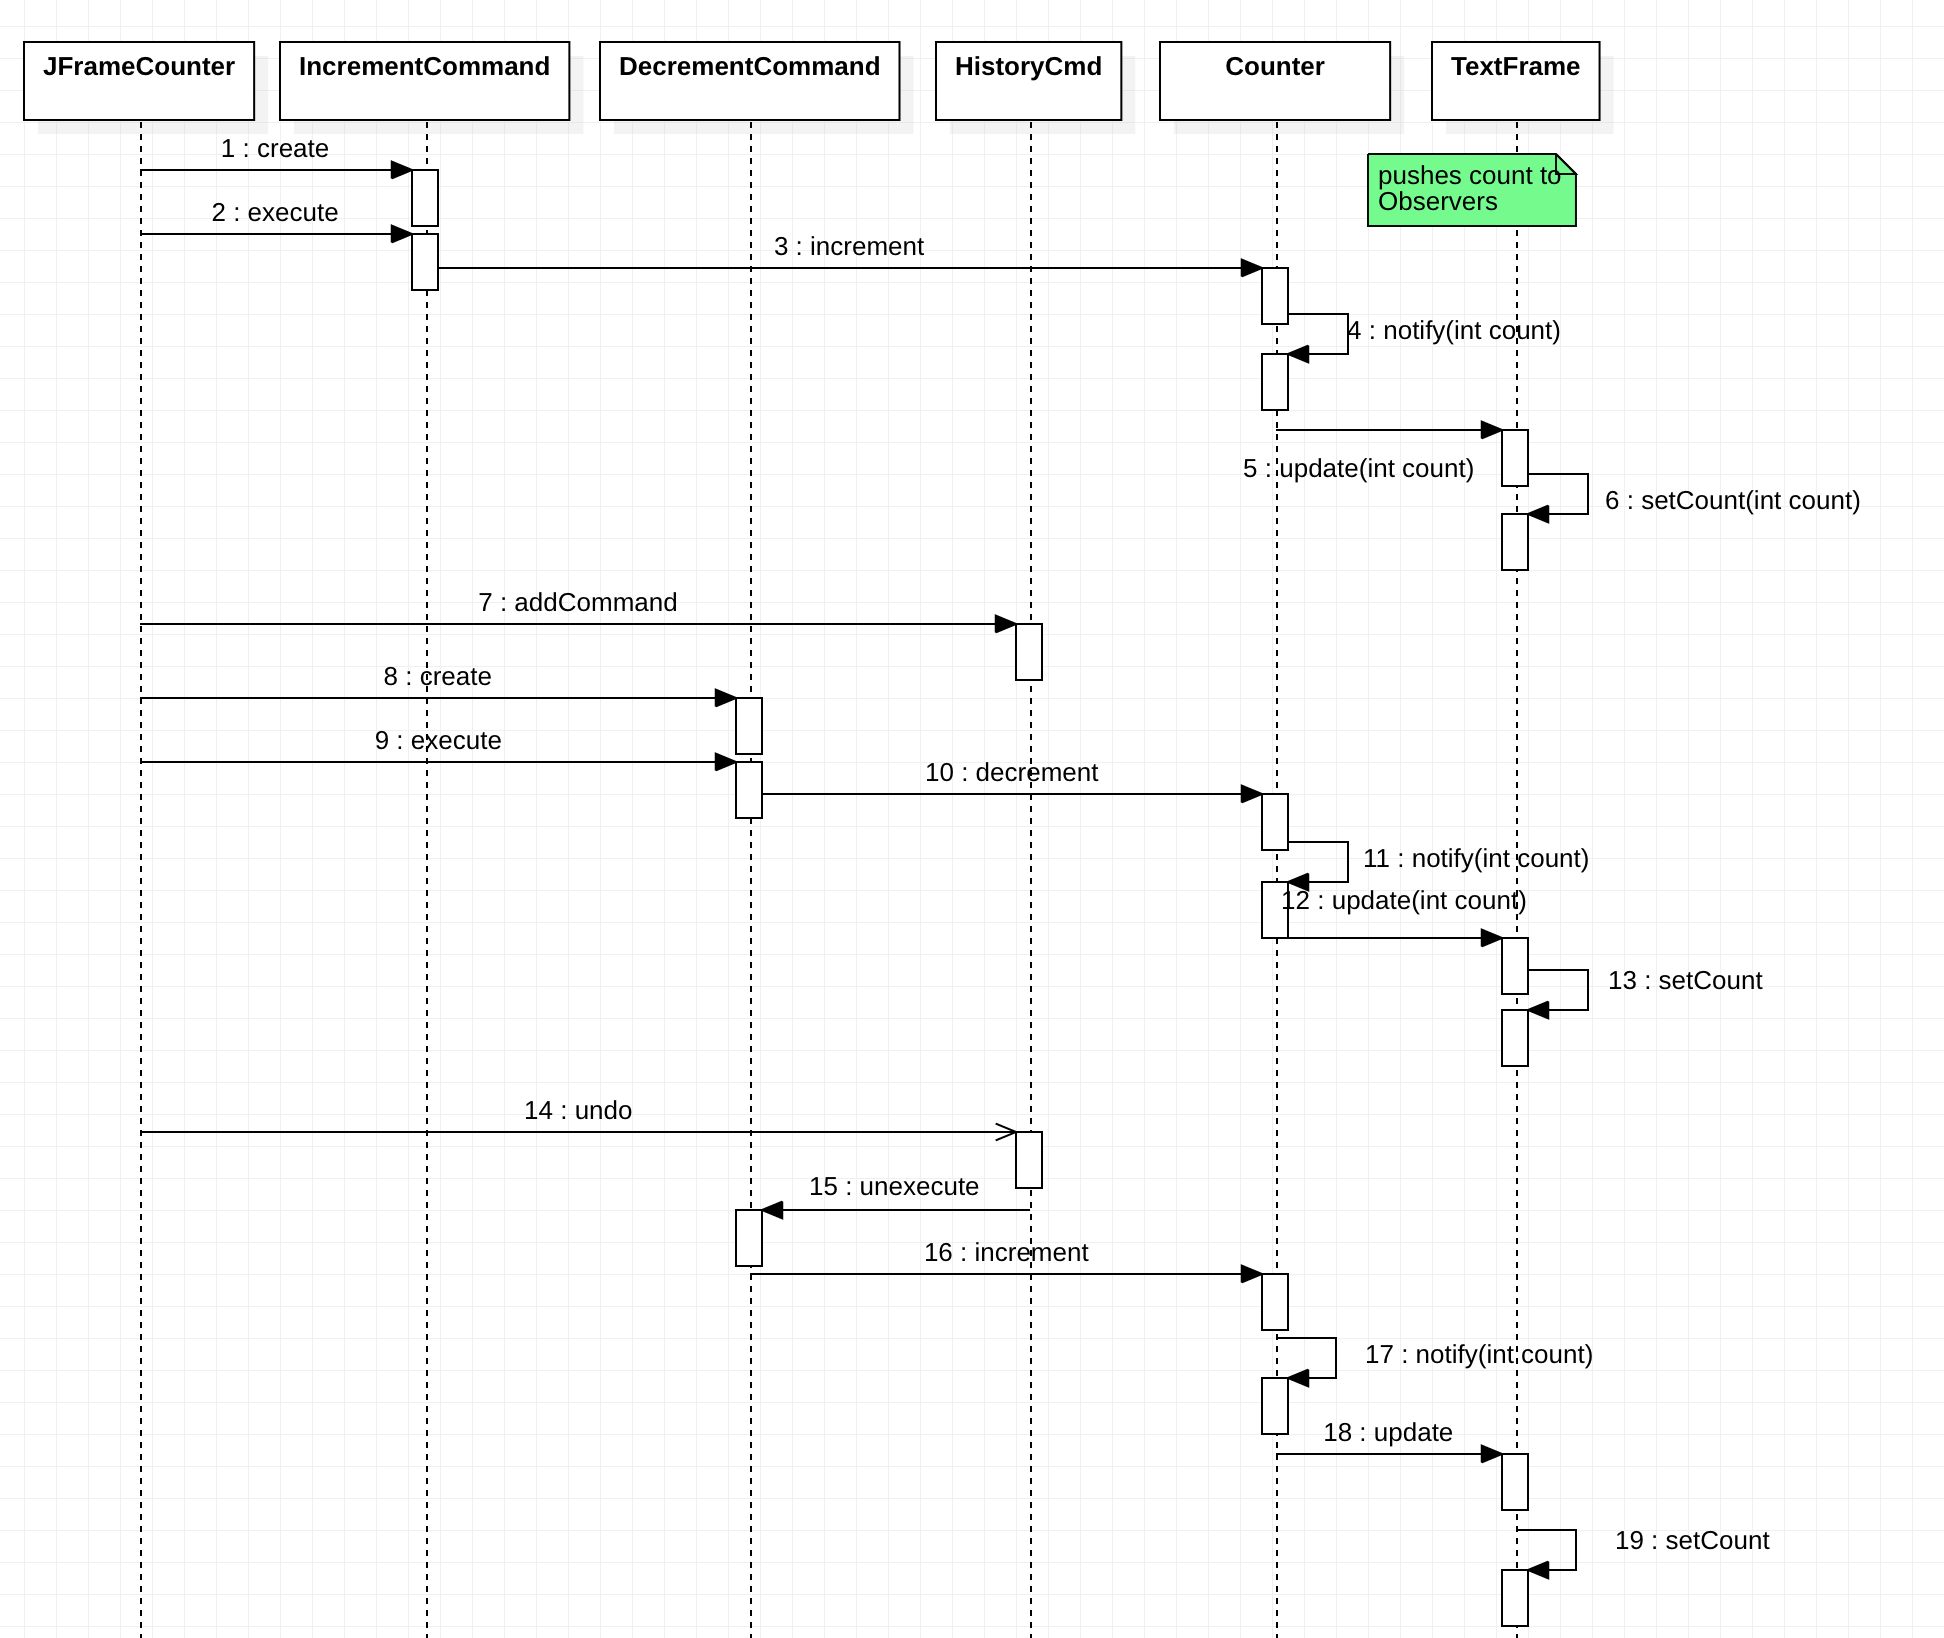 JFrameCounter
IncrementCommand
DecrementCommand
HistoryCmd
Counter
TextFrame
1 : create
pushes count to
Observers
2 : execute
3 : increment
4 : notify(int count)
5 : update(int count)
6 : setCount(int count)
7 : addCommand
8 : create
9 : execute
10 : decrement
11 : notify(int count)
12 : update(int count)
13 : setCount
14 : undo
15 : unexecute
16 : increment
17 : notify(int count)
18 : update
19 : setCount